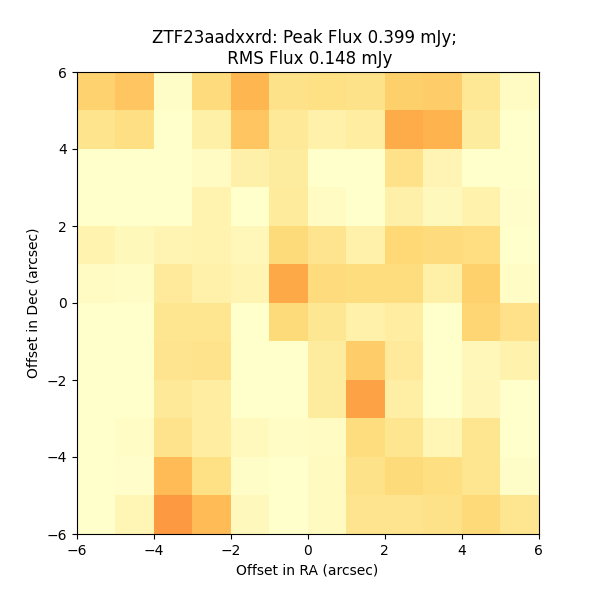 ZTF23aadxxrd: Peak Flux 0.399 mJy;
RMS Flux 0.148 mJy
6
4
2
0
−2
−4
−6
Offset in Dec (arcsec)
−6 −4 −2 0 2 4 6
Offset in RA (arcsec)